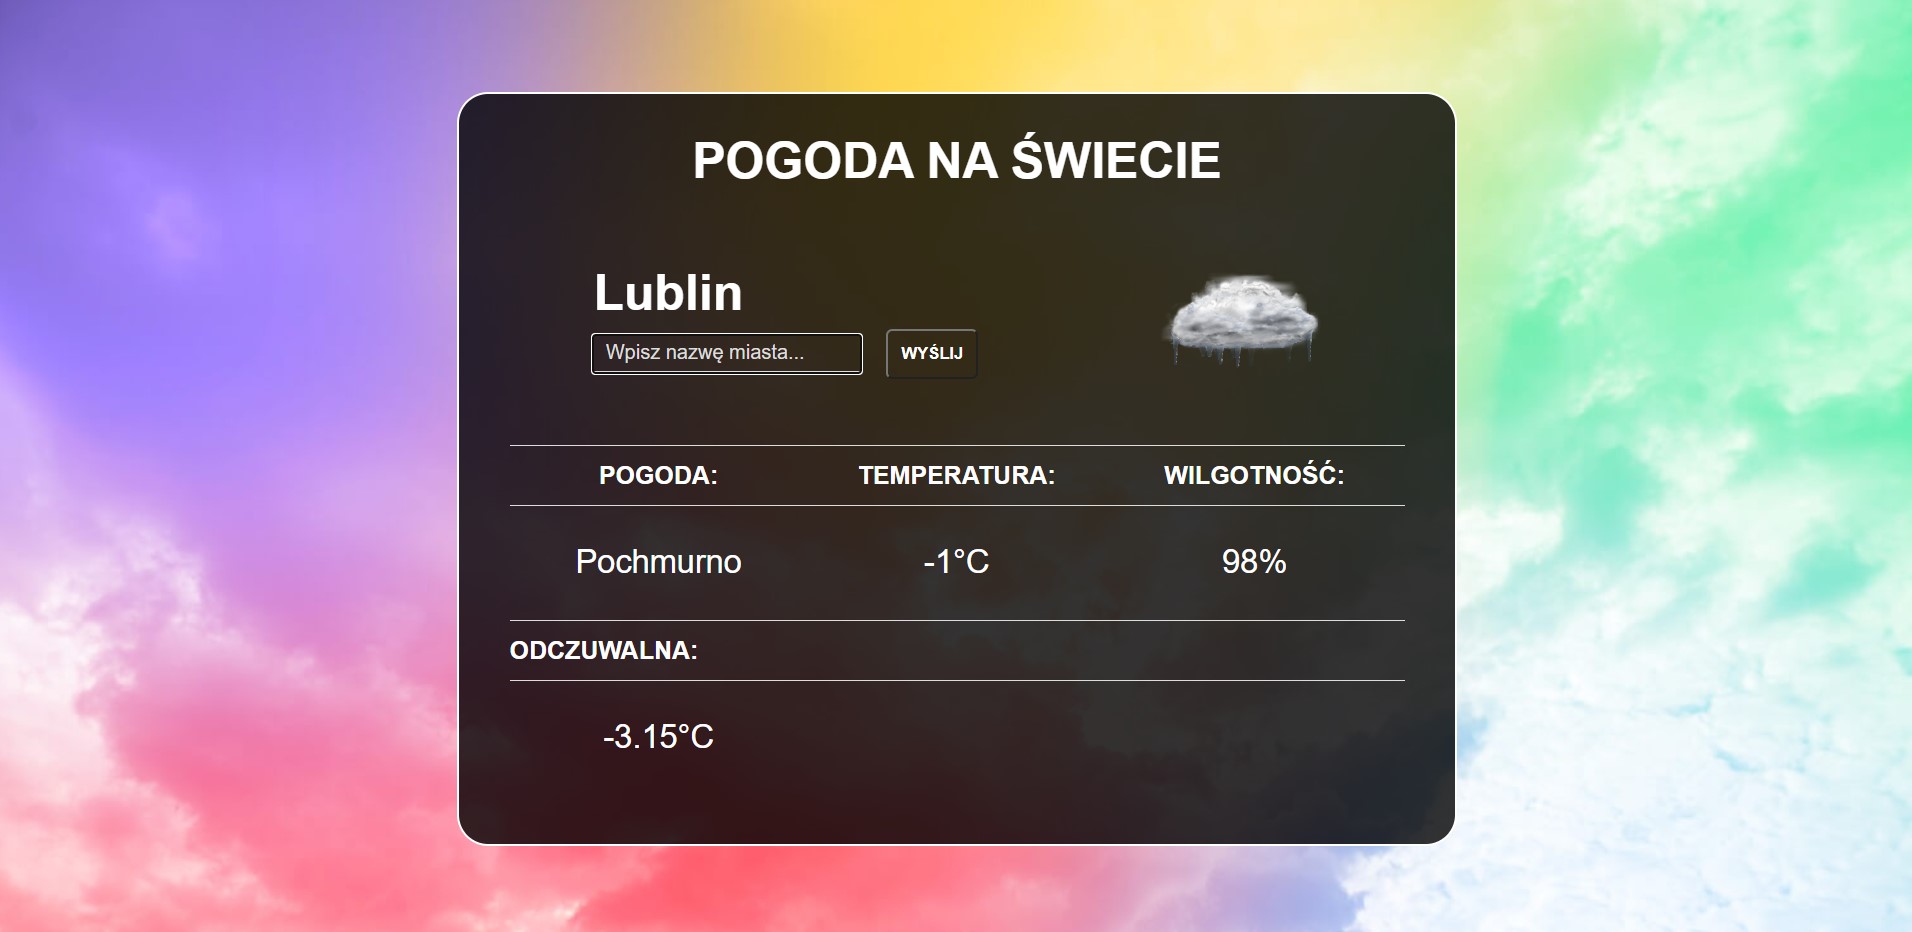 POGODA NA ŚWIECIE
Lublin
Wpisz nazwę miasta...
WYŚLIJ
POGODA: TEMPERATURA: WILGOTNOŚĆ:
Pochmurno -1°C 98%
ODCZUWALNA:
-3.15°C